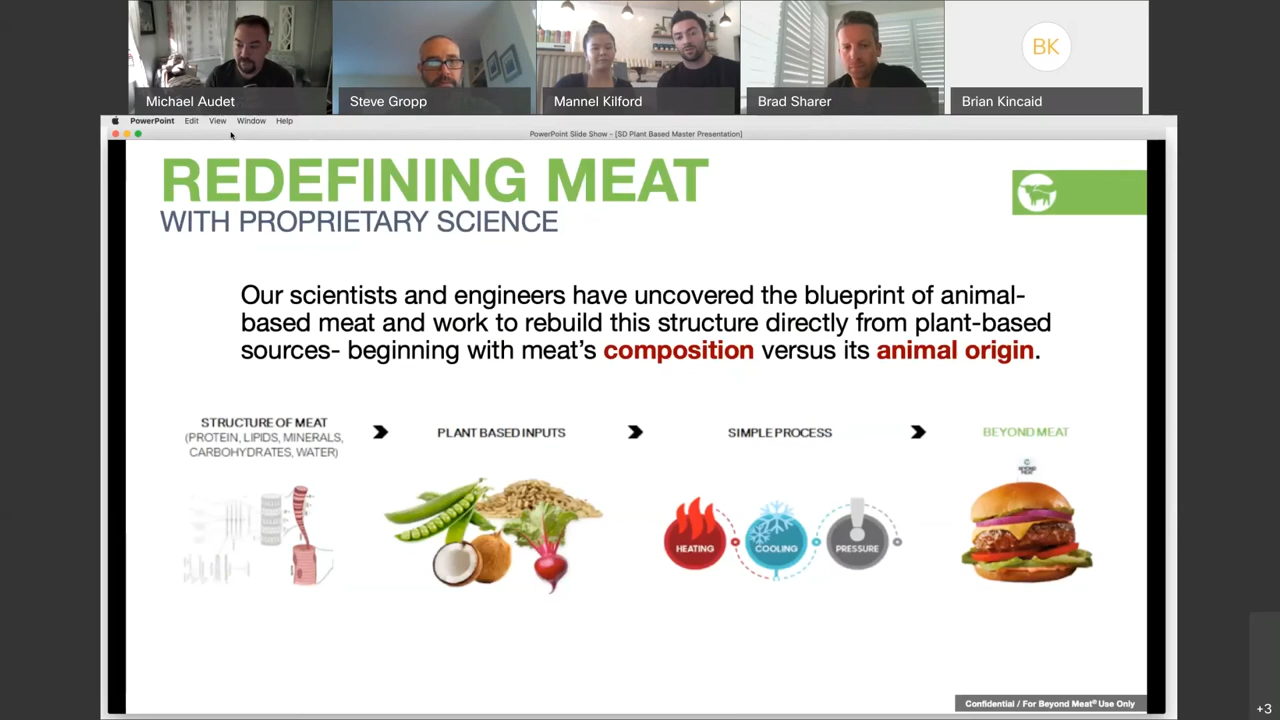 BK
Michael Audet
Steve Gropp
Mannel Kilford
Brad Sharer
Brian Kincaid
PowerPoint Edit View Window Help
PowerPoint Slide Show - [SD Plant Based Master Presentation]
REDEFINING MEAT
WITH PROPRIETARY SCIENCE
Our scientists and engineers have uncovered the blueprint of animal-
based meat and work to rebuild this structure directly from plant-based
sources- beginning with meat's composition versus its animal origin.
STRUCTURE OF MEAT
(PROTEIN, LIPIDS, MINERALS,
CARBOHYDRATES, WATER)
PLANT BASED INPUTS
SIMPLE PROCESS
BEYOND MEAT
BEYOND
MEAT
HEATING
COOLING
PRESSURE
Confidential / For Beyond Meat® Use Only
+3